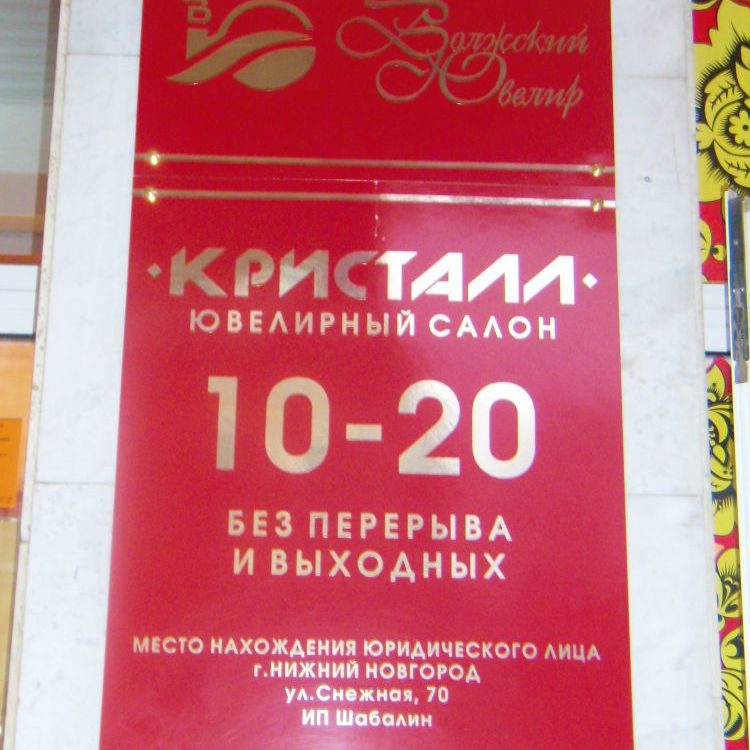 Волжский
Ювелир
КРИСТАЛЛ
ЮВЕЛИРНЫЙ САЛОН
10-20
БЕЗ ПЕРЕРЫВА
И ВЫХОДНЫХ
МЕСТО НАХОЖДЕНИЯ ЮРИДИЧЕСКОГО ЛИЦА
г.НИЖНИЙ НОВГОРОД
ул.Снежная, 70
ИП Шабалин